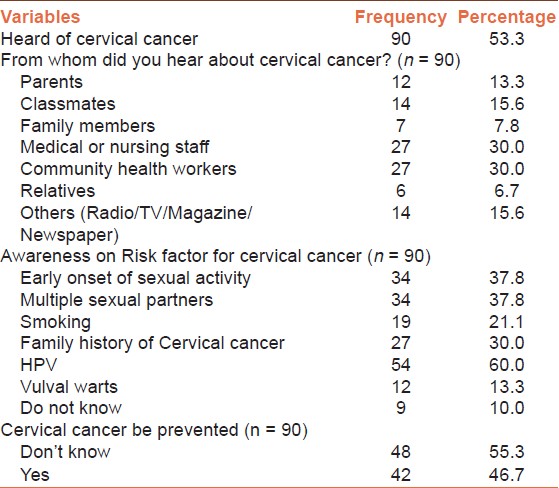 Variables Frequency Percentage
Heard of cervical cancer 90 53.3
From whom did you hear about cervical cancer? (n = 90)
Parents 12 13.3
Classmates 14 15.6
Family members 7 7.8
Medical or nursing staff 27 30.0
Community health workers 27 30.0
Relatives 6 6.7
Others (Radio/TV/Magazine/ 14 15.6
Newspaper)
Awareness on Risk factor for cervical cancer (n = 90)
Early onset of sexual activity 34 37.8
Multiple sexual partners 34 37.8
Smoking 19 21.1
Family history of Cervical cancer 27 30.0
HPV 54 60.0
Vulval warts 12 13.3
Do not know 9 10.0
Cervical cancer be prevented (n = 90)
Don't know 48 55.3
Yes 42 46.7